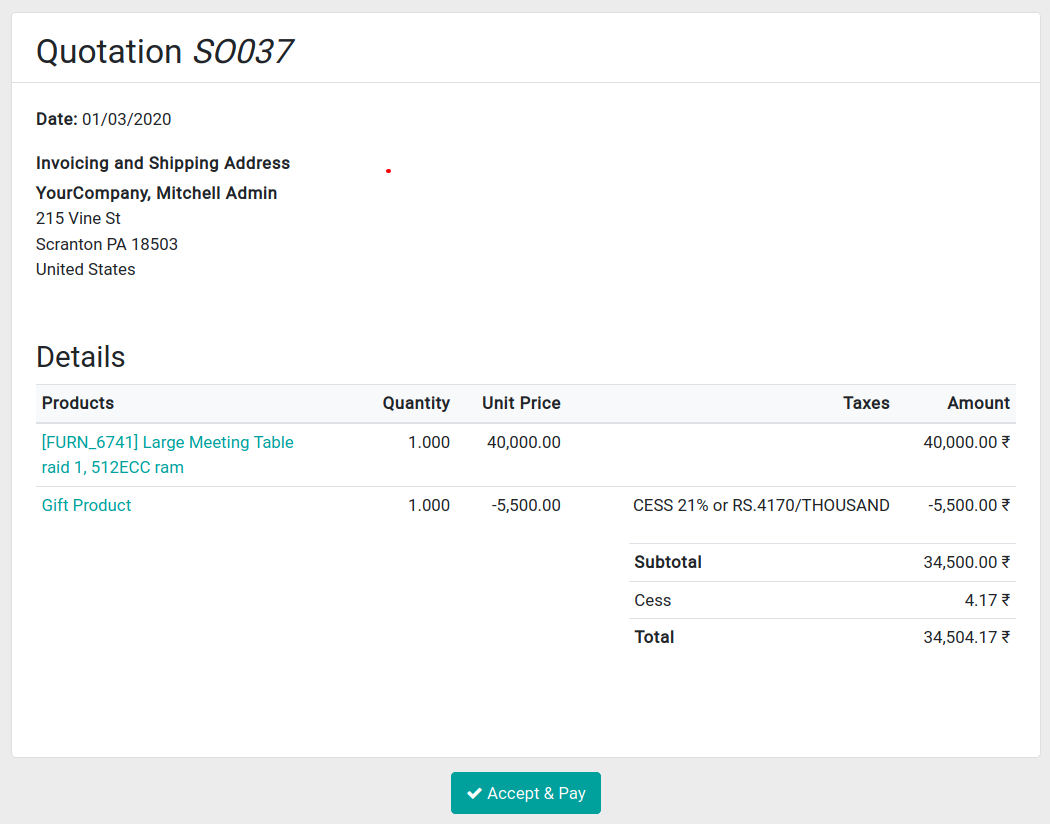 Quotation SO037
Date: 01/03/2020
Invoicing and Shipping Address
YourCompany, Mitchell Admin
215 Vine St
Scranton PA 18503
United States
Details
Products Quantity Unit Price Taxes Amount
[FURN_6741] Large Meeting Table 1.000 40,000.00 40,000.00 ₹
raid 1, 512ECC ram
Gift Product 1.000 -5,500.00 CESS 21% or RS.4170/THOUSAND -5,500.00 ₹
Subtotal 34,500.00 ₹
Cess 4.17 ₹
Total 34,504.17 ₹
Accept & Pay